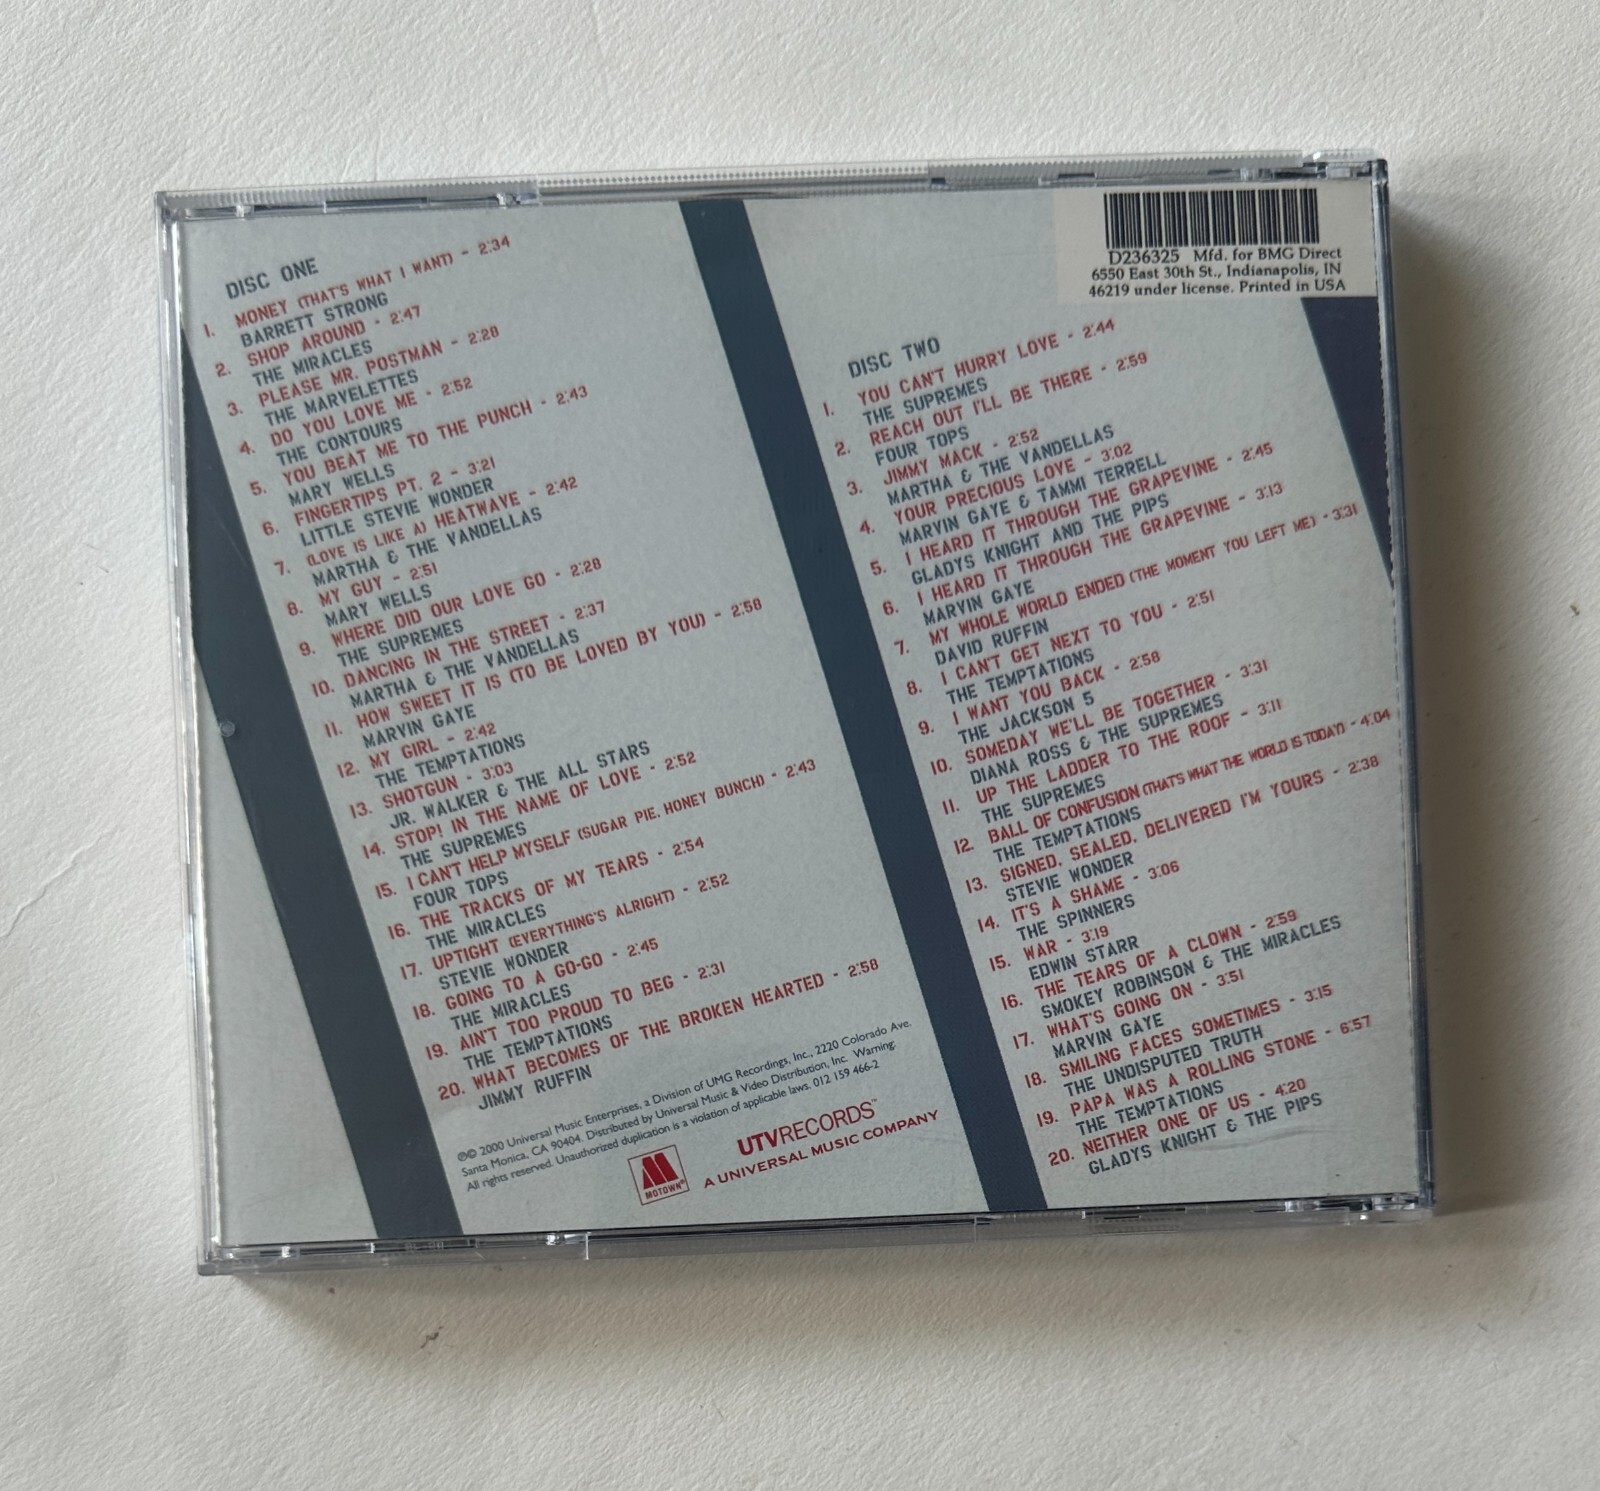 DISC ONE
1. MONEY (THAT'S WHAT I WANT) - 2:34
BARRETT STRONG
2. SHOP AROUND - 2:47
THE MIRACLES
3. PLEASE MR. POSTMAN - 2:28
THE MARVELETTES
4. DO YOU LOVE ME - 2:52
THE CONTOURS
5. YOU BEAT ME TO THE PUNCH - 2:43
MARY WELLS
6. FINGERTIPS PT. 2 - 3:21
LITTLE STEVIE WONDER
7. (LOVE IS LIKE A) HEATWAVE - 2:42
MARTHA & THE VANDELLAS
8. MY GUY - 2:51
MARY WELLS
9. WHERE DID OUR LOVE GO - 2:28
THE SUPREMES
10. DANCING IN THE STREET - 2:37
MARTHA & THE VANDELLAS
11. HOW SWEET IT IS (TO BE LOVED BY YOU) - 2:58
MARVIN GAYE
12. MY GIRL - 2:42
THE TEMPTATIONS
13. SHOTGUN - 3:03
JR. WALKER & THE ALL STARS
14. STOP! IN THE NAME OF LOVE - 2:52
THE SUPREMES
15. I CAN'T HELP MYSELF (SUGAR PIE, HONEY BUNCH) - 2:43
FOUR TOPS
16. THE TRACKS OF MY TEARS - 2:54
THE MIRACLES
17. UPTIGHT (EVERYTHING'S ALRIGHT) - 2:52
STEVIE WONDER
18. GOING TO A GO-GO - 2:45
THE MIRACLES
19. AIN'T TOO PROUD TO BEG - 2:31
THE TEMPTATIONS
20. WHAT BECOMES OF THE BROKEN HEARTED - 2:58
JIMMY RUFFIN
℗© 2000 Universal Music Enterprises, a Division of UMG Recordings, Inc., 2220 Colorado Ave.
Santa Monica, CA 90404. Distributed by Universal Music & Video Distribution, Inc. Warning:
All rights reserved. Unauthorized duplication is a violation of applicable laws. 012 159 466-2
MOTOWN®
UTVRECORDS™
A UNIVERSAL MUSIC COMPANY
D236325 Mfd. for BMG Direct
6550 East 30th St., Indianapolis, IN
46219 under license. Printed in USA
DISC TWO
1. YOU CAN'T HURRY LOVE - 2:44
THE SUPREMES
2. REACH OUT I'LL BE THERE - 2:59
FOUR TOPS
3. JIMMY MACK - 2:52
MARTHA & THE VANDELLAS
4. YOUR PRECIOUS LOVE - 3:02
MARVIN GAYE & TAMMI TERRELL
5. I HEARD IT THROUGH THE GRAPEVINE - 2:45
GLADYS KNIGHT AND THE PIPS
6. I HEARD IT THROUGH THE GRAPEVINE - 3:13
MARVIN GAYE
7. MY WHOLE WORLD ENDED (THE MOMENT YOU LEFT ME) - 3:31
DAVID RUFFIN
8. I CAN'T GET NEXT TO YOU - 2:51
THE TEMPTATIONS
9. I WANT YOU BACK - 2:58
THE JACKSON 5
10. SOMEDAY WE'LL BE TOGETHER - 3:31
DIANA ROSS & THE SUPREMES
11. UP THE LADDER TO THE ROOF - 3:11
THE SUPREMES
12. BALL OF CONFUSION (THAT'S WHAT THE WORLD IS TODAY) - 4:04
THE TEMPTATIONS
13. SIGNED, SEALED, DELIVERED I'M YOURS - 2:38
STEVIE WONDER
14. IT'S A SHAME - 3:06
THE SPINNERS
15. WAR - 3:19
EDWIN STARR
16. THE TEARS OF A CLOWN - 2:59
SMOKEY ROBINSON & THE MIRACLES
17. WHAT'S GOING ON - 3:51
MARVIN GAYE
18. SMILING FACES SOMETIMES - 3:15
THE UNDISPUTED TRUTH
19. PAPA WAS A ROLLING STONE - 6:57
THE TEMPTATIONS
20. NEITHER ONE OF US - 4:20
GLADYS KNIGHT & THE PIPS